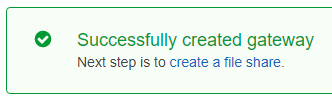 Successfully created gateway
Next step is to create a file share.